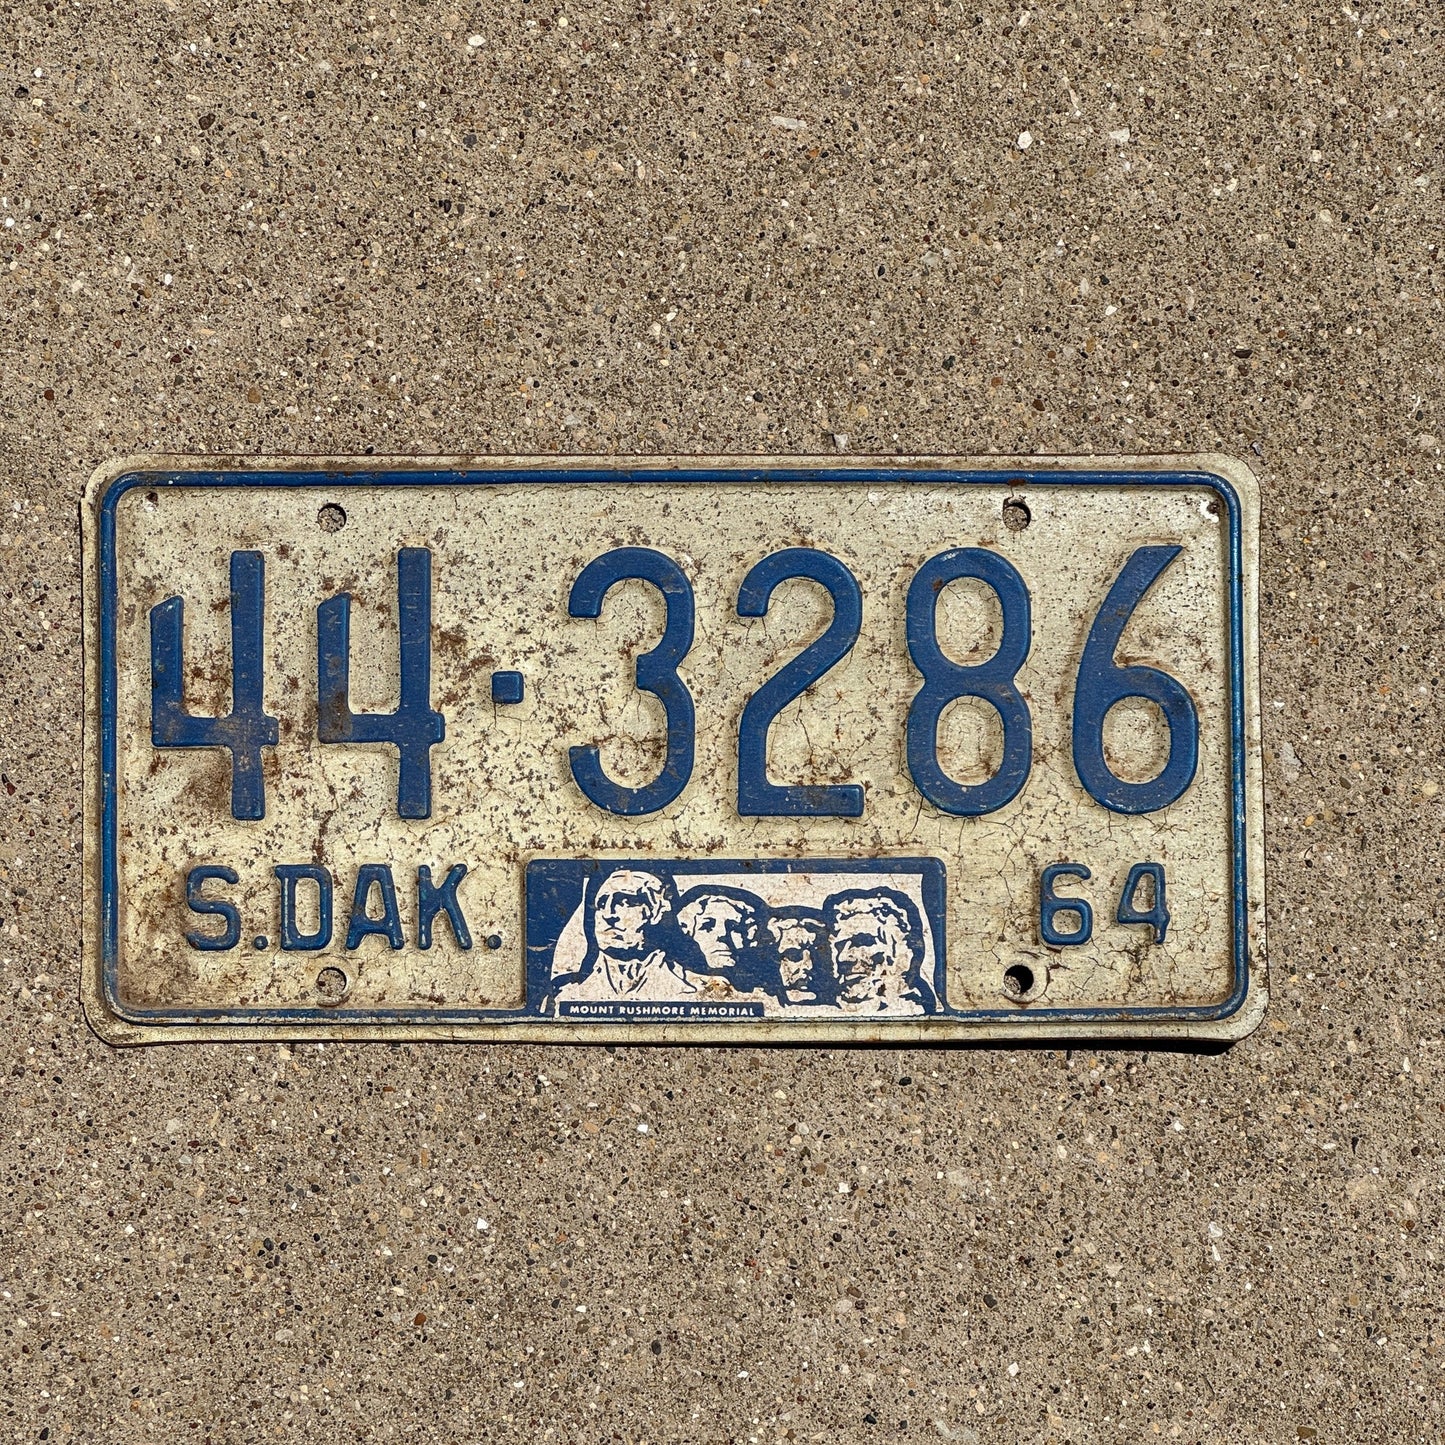 44-3286
S.DAK. 64
MOUNT RUSHMORE MEMORIAL